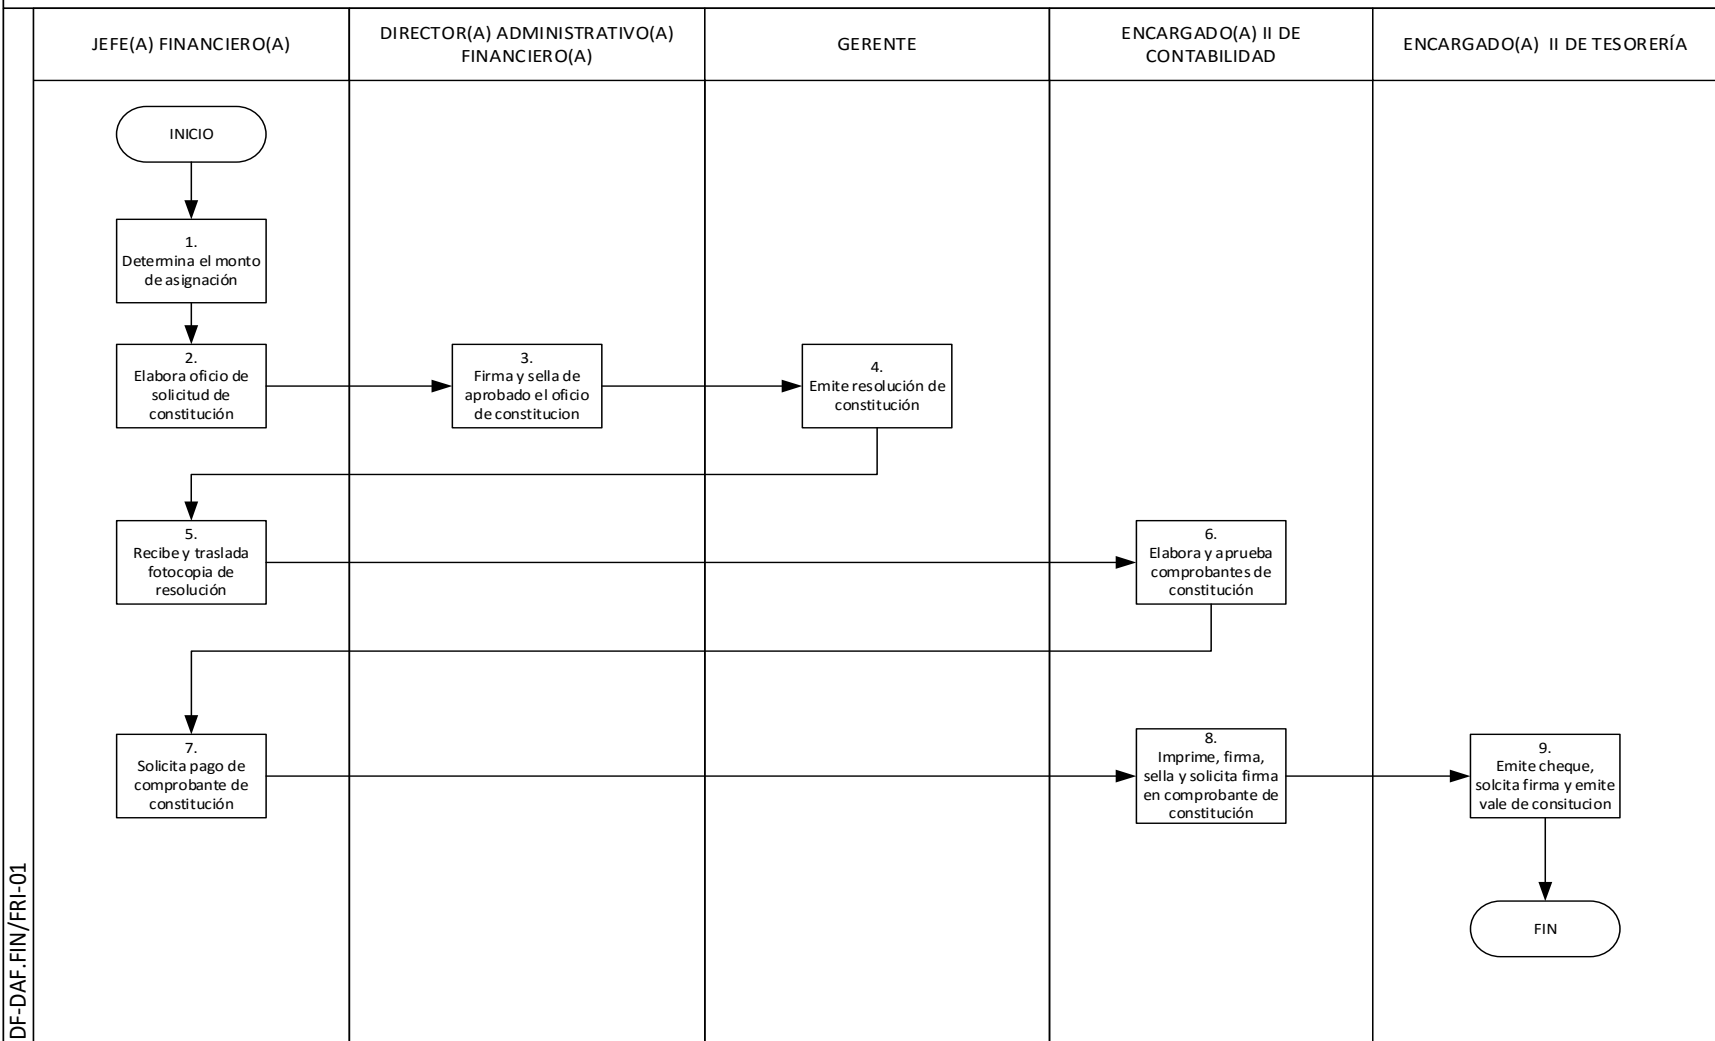 JEFE(A) FINANCIERO(A)
DIRECTOR(A) ADMINISTRATIVO(A)
FINANCIERO(A)
GERENTE
ENCARGADO(A) II DE
CONTABILIDAD
ENCARGADO(A) II DE TESORERÍA
INICIO
1.
Determina el monto
de asignación
2.
Elabora oficio de
solicitud de
constitución
3.
Firma y sella de
aprobado el oficio
de constitucion
4.
Emite resolución de
constitución
5.
Recibe y traslada
fotocopia de
resolución
6.
Elabora y aprueba
comprobantes de
constitución
7.
Solicita pago de
comprobante de
constitución
8.
Imprime, firma,
sella y solicita firma
en comprobante de
constitución
9.
Emite cheque,
solcita firma y emite
vale de consitucion
FIN
DF-DAF.FIN/FRI-01